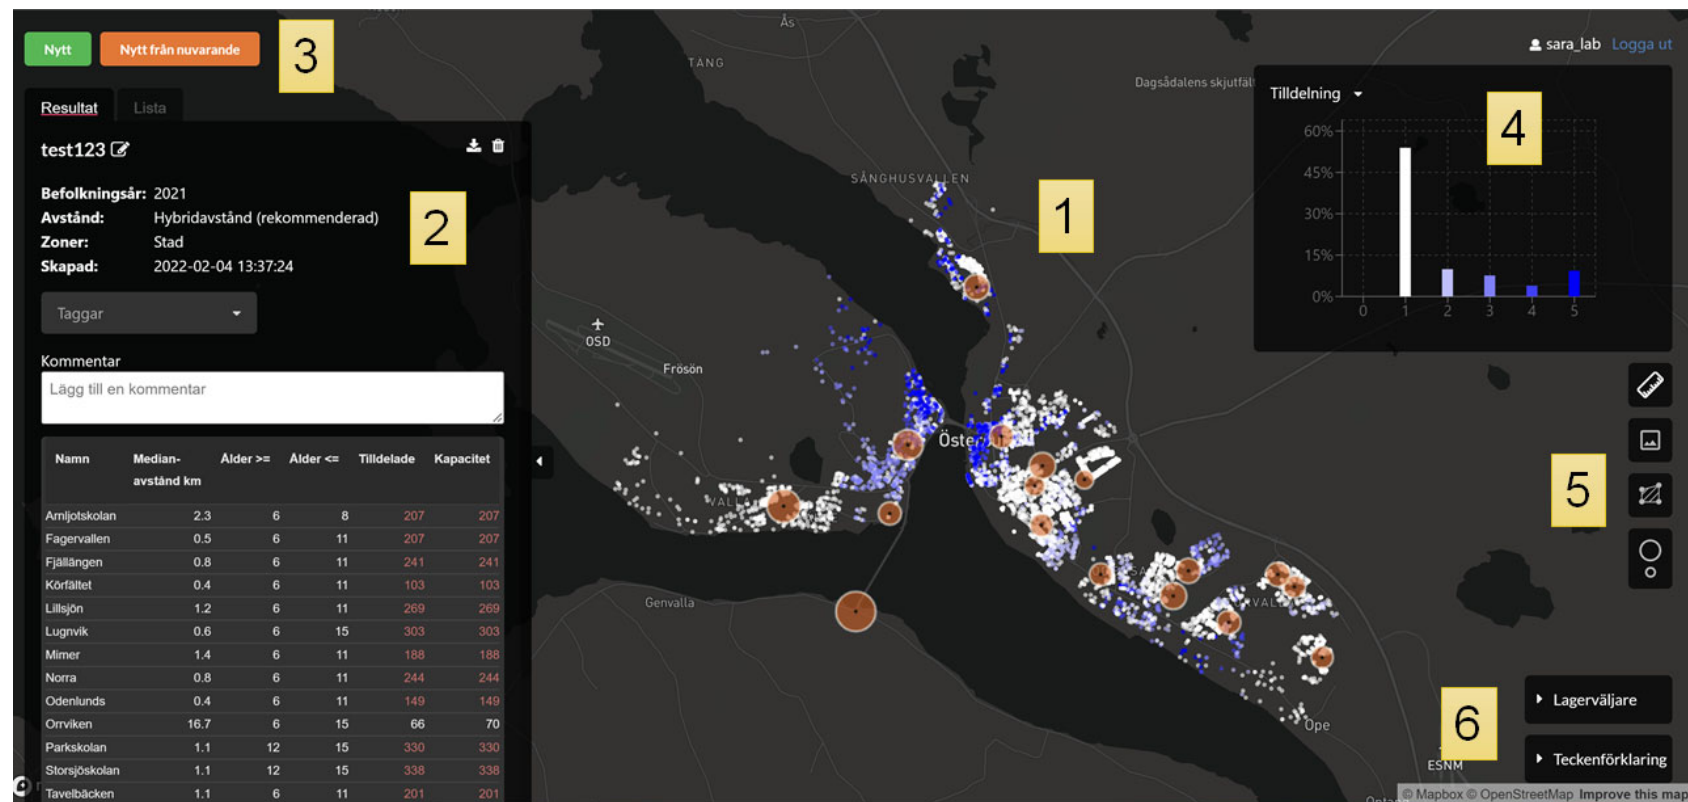 Nytt
Nytt från nuvarande
3
Resultat
Lista
test123
Befolkningsår: 2021
Avstånd: Hybridavstånd (rekommenderad)
Zoner: Stad
Skapad: 2022-02-04 13:37:24
2
Taggar
Kommentar
Lägg till en kommentar
Namn Median-avstånd km Ålder >= Ålder <= Tilldelade Kapacitet
Arnljotskolan 2.3 6 8 207 207
Fagervallen 0.5 6 11 207 207
Fjällängen 0.8 6 11 241 241
Körfältet 0.4 6 11 103 103
Lillsjön 1.2 6 11 269 269
Lugnvik 0.6 6 15 303 303
Mimer 1.4 6 11 188 188
Norra 0.8 6 11 244 244
Odenlunds 0.4 6 11 149 149
Orrviken 16.7 6 15 66 70
Parkskolan 1.1 12 15 330 330
Storsjöskolan 1.1 12 15 338 338
Tavelbäcken 1.1 6 11 201 201
Ås
TÄNG
Dagsådalens skjutfäl
SÅNGHUSVALLEN
1
OSD
Frösön
Öster
VALLA
Genvalla
Ope
ESNM
sara_lab Logga ut
Tilldelning
4
60%
45%
30%
15%
0%
0 1 2 3 4 5
5
6
Lagerväljare
Teckenförklaring
© Mapbox © OpenStreetMap Improve this map